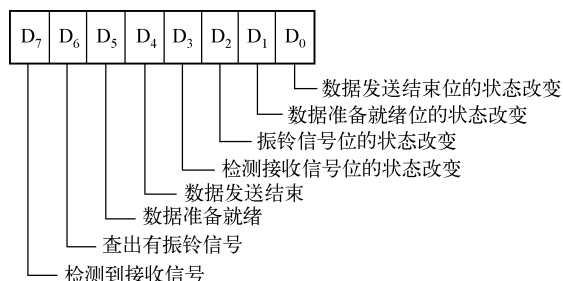 D7 D6 D5 D4 D3 D2 D1 D0
数据发送结束位的状态改变
数据准备就绪位的状态改变
振铃信号位的状态改变
检测接收信号位的状态改变
数据发送结束
数据准备就绪
查出有振铃信号
检测到接收信号